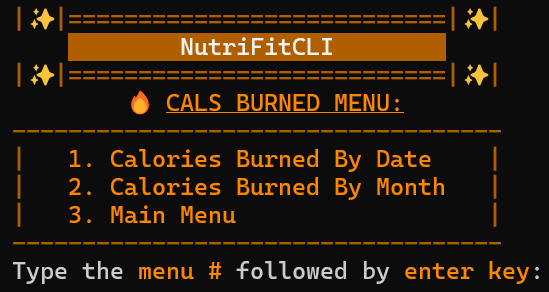 |✨|===========================|✨|
NutriFitCLI
|✨|===========================|✨|
🔥 CALS BURNED MENU:
-----------------------------------
| 1. Calories Burned By Date |
| 2. Calories Burned By Month |
| 3. Main Menu |
-----------------------------------
Type the menu # followed by enter key: